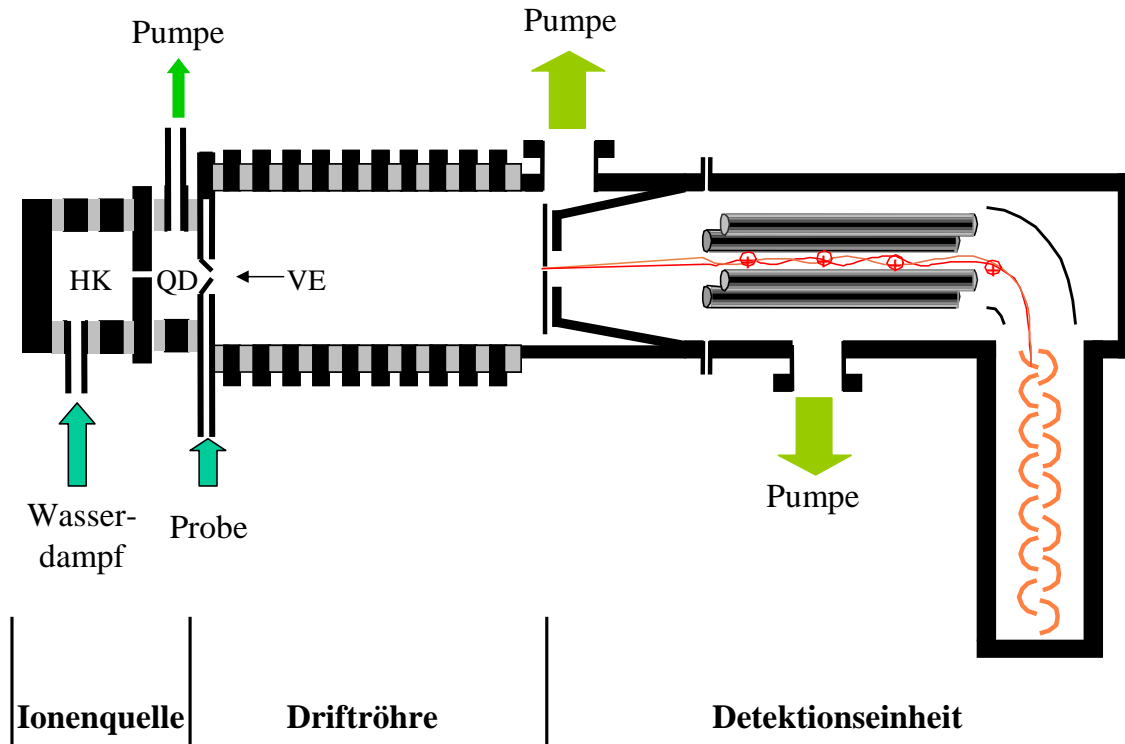 Pumpe
Pumpe
HK
QD
VE
Wasser-
dampf
Probe
Pumpe
Ionenquelle
Driftröhre
Detektionseinheit